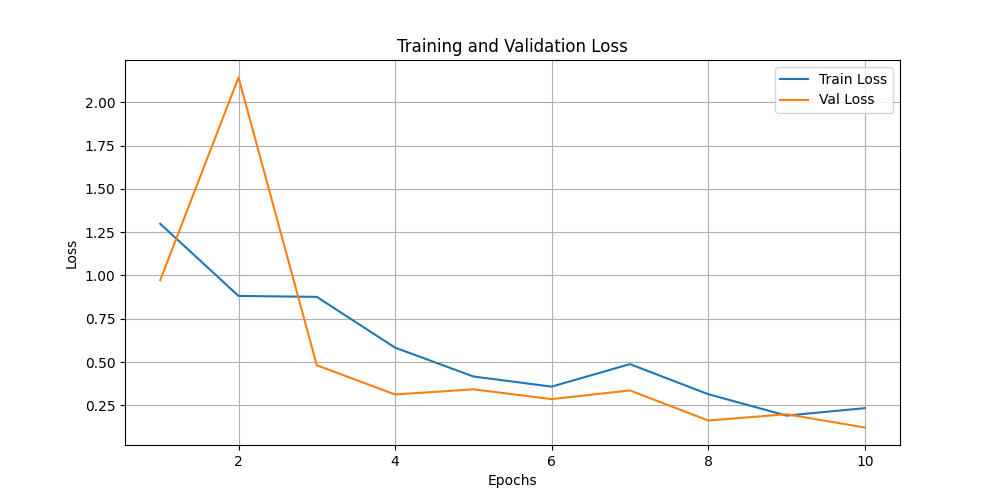 Training and Validation Loss
Train Loss
Val Loss
2.00
1.75
1.50
1.25
1.00
0.75
0.50
0.25
Loss
2 4 6 8 10
Epochs